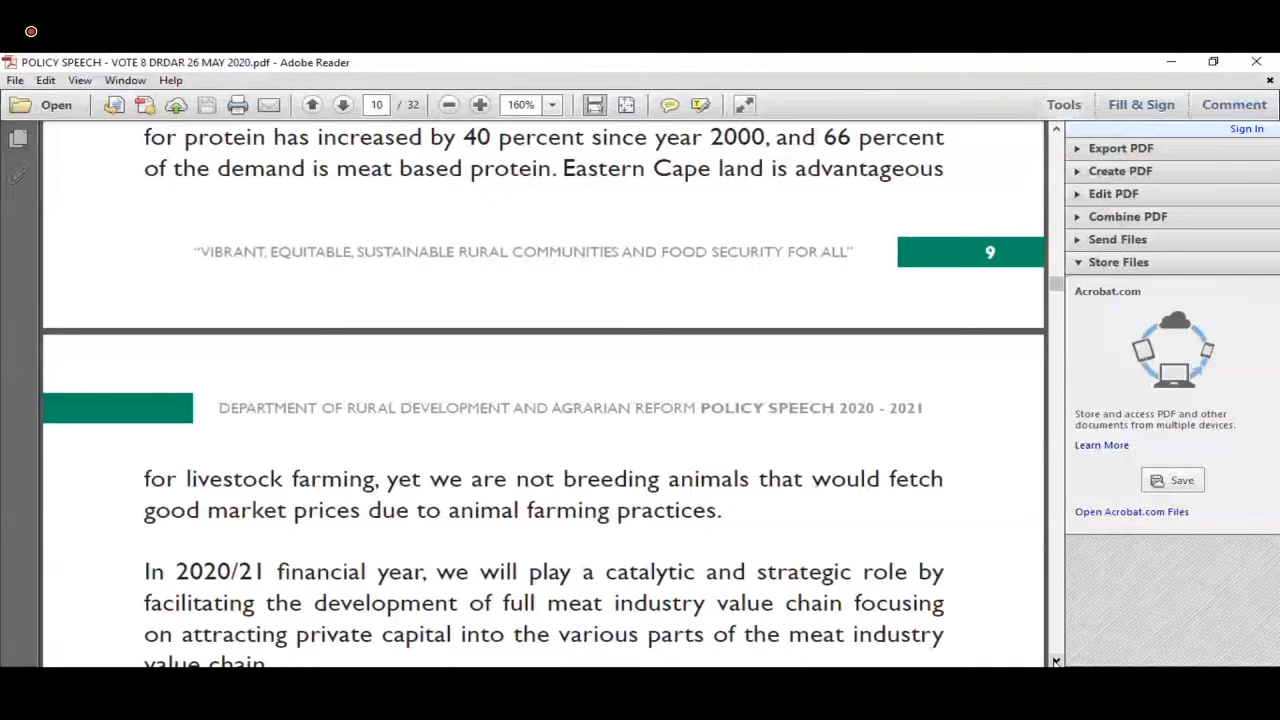 POLICY SPEECH - VOTE 8 DRDAR 26 MAY 2020.pdf - Adobe Reader
File Edit View Window Help
Open 10 / 32 160% Tools Fill & Sign Comment
Sign In
for protein has increased by 40 percent since year 2000, and 66 percent
of the demand is meat based protein. Eastern Cape land is advantageous
“VIBRANT, EQUITABLE, SUSTAINABLE RURAL COMMUNITIES AND FOOD SECURITY FOR ALL” 9
DEPARTMENT OF RURAL DEVELOPMENT AND AGRARIAN REFORM POLICY SPEECH 2020 - 2021
for livestock farming, yet we are not breeding animals that would fetch
good market prices due to animal farming practices.
In 2020/21 financial year, we will play a catalytic and strategic role by
facilitating the development of full meat industry value chain focusing
on attracting private capital into the various parts of the meat industry
value chain.
Export PDF
Create PDF
Edit PDF
Combine PDF
Send Files
Store Files
Acrobat.com
Store and access PDF and other
documents from multiple devices.
Learn More
Save
Open Acrobat.com Files